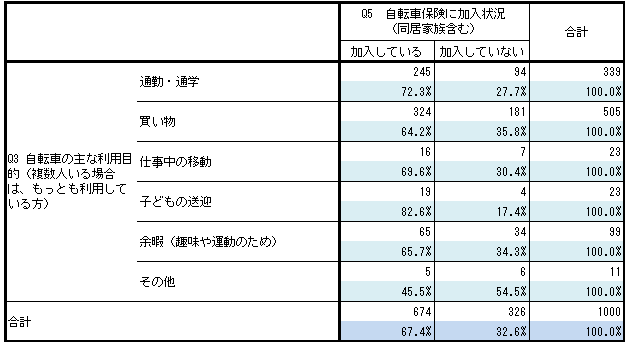 Q5 自転車保険に加入状況
（同居家族含む）
合計
加入している 加入していない
Q3 自転車の主な利用目
的（複数人いる場合
は、もっとも利用して
いる方）
通勤・通学 245 94 339
72.3% 27.7% 100.0%
買い物 324 181 505
64.2% 35.8% 100.0%
仕事中の移動 16 7 23
69.6% 30.4% 100.0%
子どもの送迎 19 4 23
82.6% 17.4% 100.0%
余暇（趣味や運動のため） 65 34 99
65.7% 34.3% 100.0%
その他 5 6 11
45.5% 54.5% 100.0%
合計 674 326 1000
67.4% 32.6% 100.0%